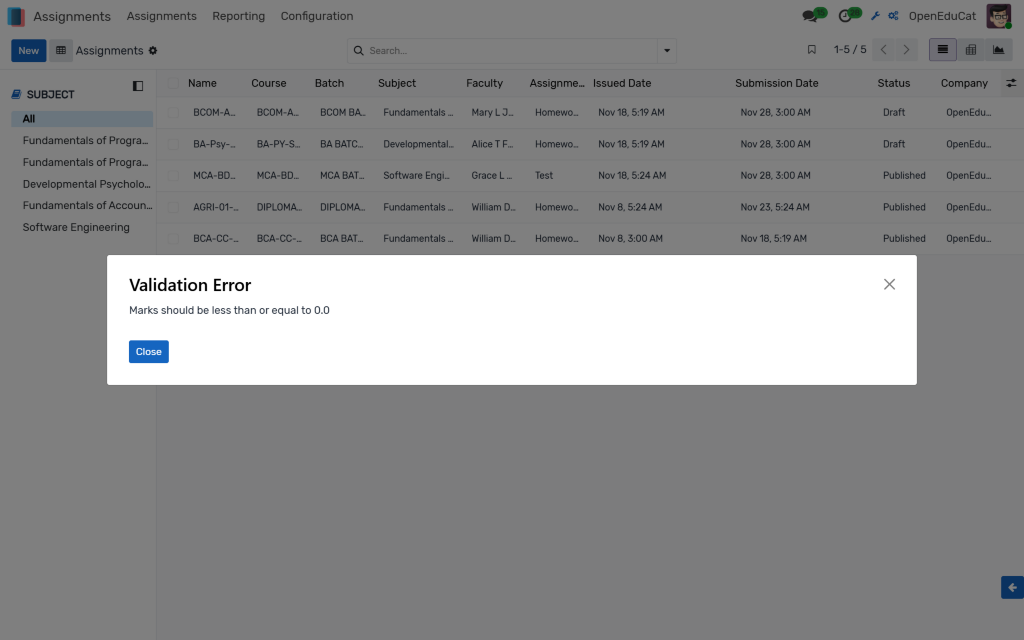 Assignments Assignments Reporting Configuration OpenEduCat
New Assignments Search... 1-5 / 5
SUBJECT
All
Fundamentals of Progra...
Fundamentals of Progra...
Developmental Psycholo...
Fundamentals of Accoun...
Software Engineering
Name Course Batch Subject Faculty Assignme... Issued Date Submission Date Status Company
BCOM-A... BCOM-A... BCOM BA... Fundamentals ... Mary L J... Homewo... Nov 18, 5:19 AM Nov 28, 3:00 AM Draft OpenEdu...
BA-Psy-... BA-PY-S... BA BATC... Developmental... Alice T F... Homewo... Nov 18, 5:19 AM Nov 28, 3:00 AM Draft OpenEdu...
MCA-BD... MCA-BD... MCA BAT... Software Engi... Grace L ... Test Nov 18, 5:24 AM Nov 28, 3:00 AM Published OpenEdu...
AGRI-01-... DIPLOMA... DIPLOMA... Fundamentals ... William D... Homewo... Nov 8, 5:24 AM Nov 23, 5:24 AM Published OpenEdu...
BCA-CC-... BCA-CC-... BCA BAT... Fundamentals ... William D... Homewo... Nov 8, 3:00 AM Nov 18, 5:19 AM Published OpenEdu...
Validation Error
Marks should be less than or equal to 0.0
Close